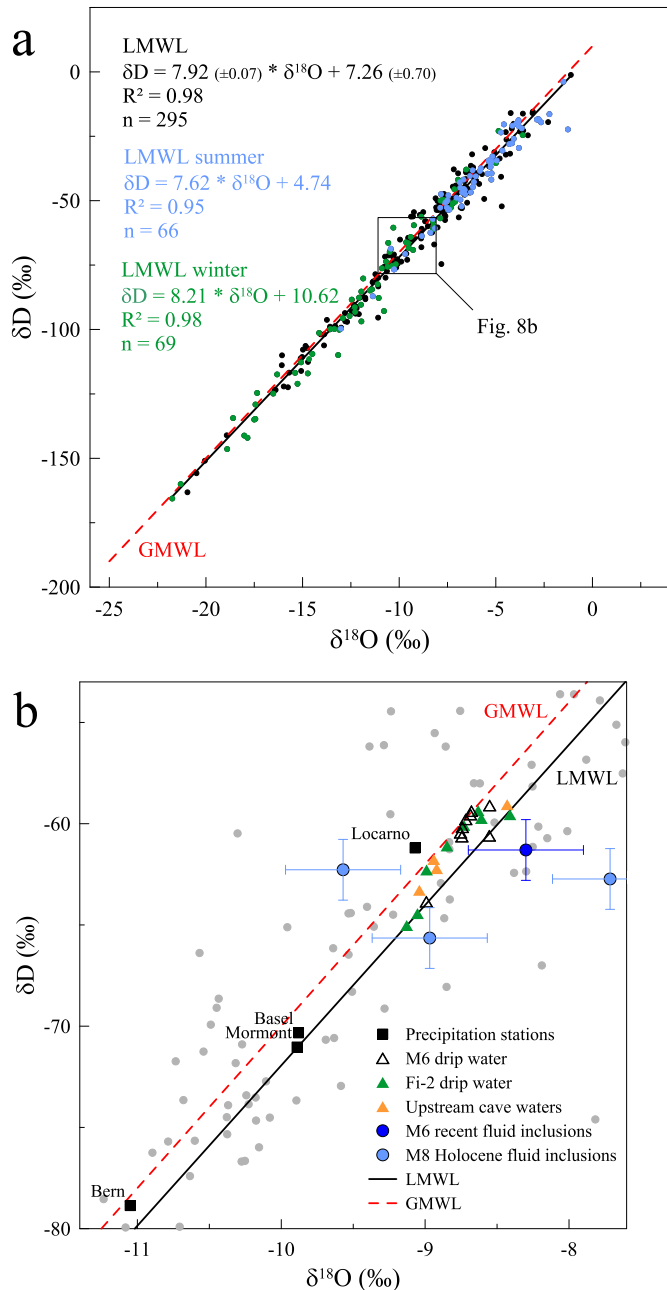 a
LMWL
δD = 7.92 (±0.07) * δ¹⁸O + 7.26 (±0.70)
R² = 0.98
n = 295
LMWL summer
δD = 7.62 * δ¹⁸O + 4.74
R² = 0.95
n = 66
LMWL winter
δD = 8.21 * δ¹⁸O + 10.62
R² = 0.98
n = 69
Fig. 8b
GMWL
0
-50
-100
-150
-200
δD (‰)
-25 -20 -15 -10 -5 0
δ¹⁸O (‰)
b
GMWL
LMWL
Locarno
Basel
Mormont
Bern
Precipitation stations
M6 drip water
Fi-2 drip water
Upstream cave waters
M6 recent fluid inclusions
M8 Holocene fluid inclusions
LMWL
GMWL
-60
-70
-80
δD (‰)
-11 -10 -9 -8
δ¹⁸O (‰)